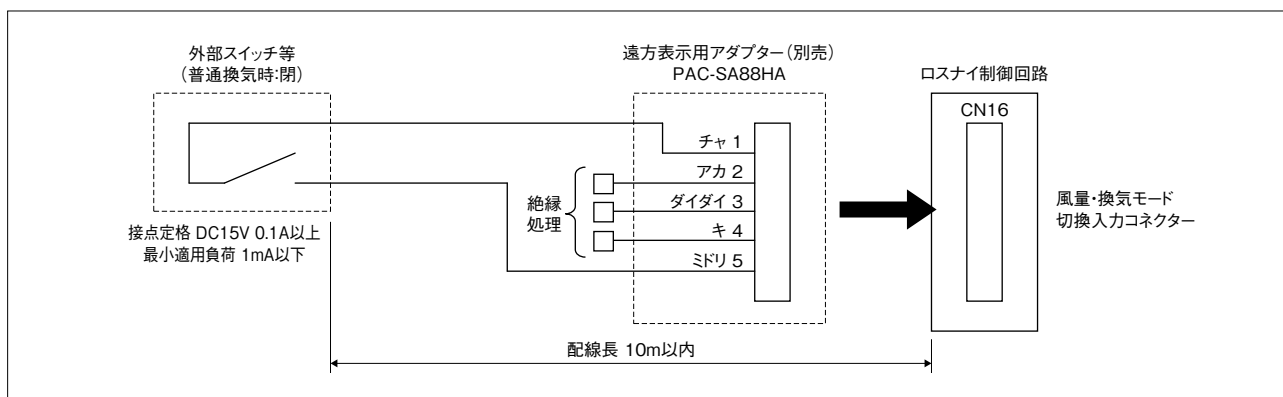 外部スイッチ等
(普通換気時:閉)
接点定格 DC15V 0.1A以上
最小適用負荷 1mA以下
遠方表示用アダプター(別売)
PAC-SA88HA
チャ 1
アカ 2
ダイダイ 3
キ 4
ミドリ 5
絶縁
処理
ロスナイ制御回路
CN16
風量・換気モード
切換入力コネクター
配線長 10m以内